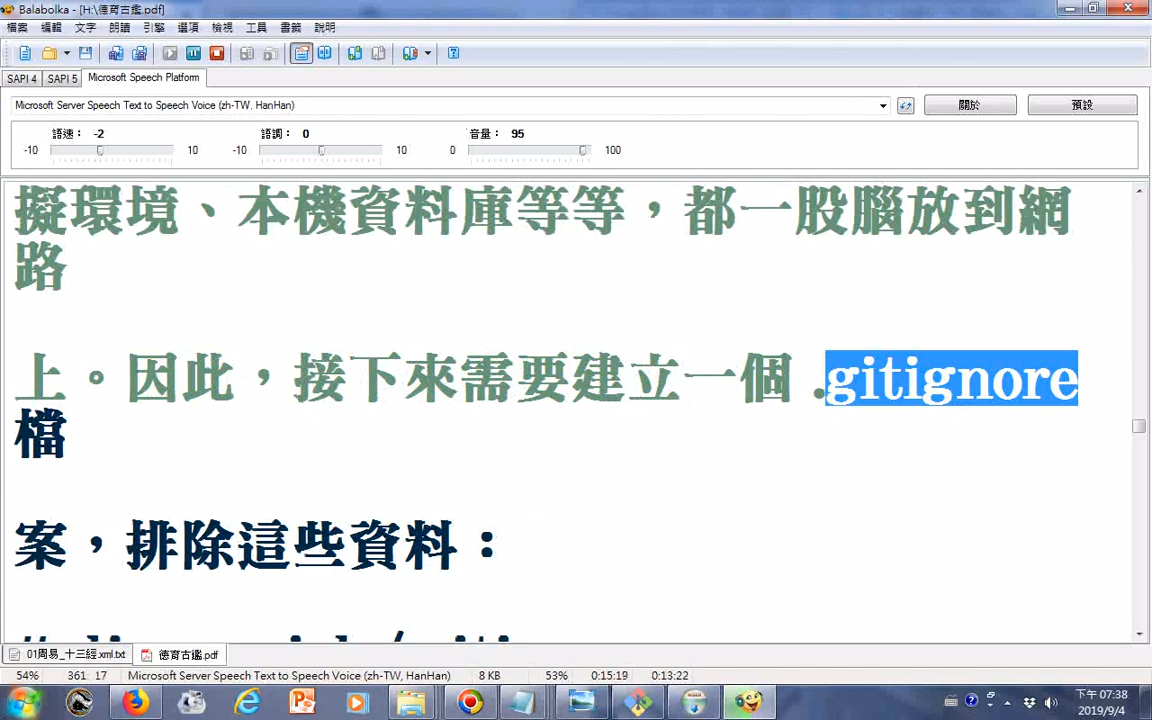 Balabolka - [H:\德育古鑑.pdf]
檔案 編輯 文字 朗讀 引擎 選項 檢視 工具 書籤 說明
SAPI 4 SAPI 5 Microsoft Speech Platform
Microsoft Server Speech Text to Speech Voice (zh-TW, HanHan)
關於 預設
語速： -2 語調： 0 音量： 95
-10 10 -10 10 0 100
擬環境、本機資料庫等等，都一股腦放到網
路
上。因此，接下來需要建立一個 .gitignore
檔
案，排除這些資料：
01周易_十三經.xml.txt 德育古鑑.pdf
54% 361: 17 Microsoft Server Speech Text to Speech Voice (zh-TW, HanHan) 8 KB 53% 0:15:19 0:13:22
下午 07:38
2019/9/4